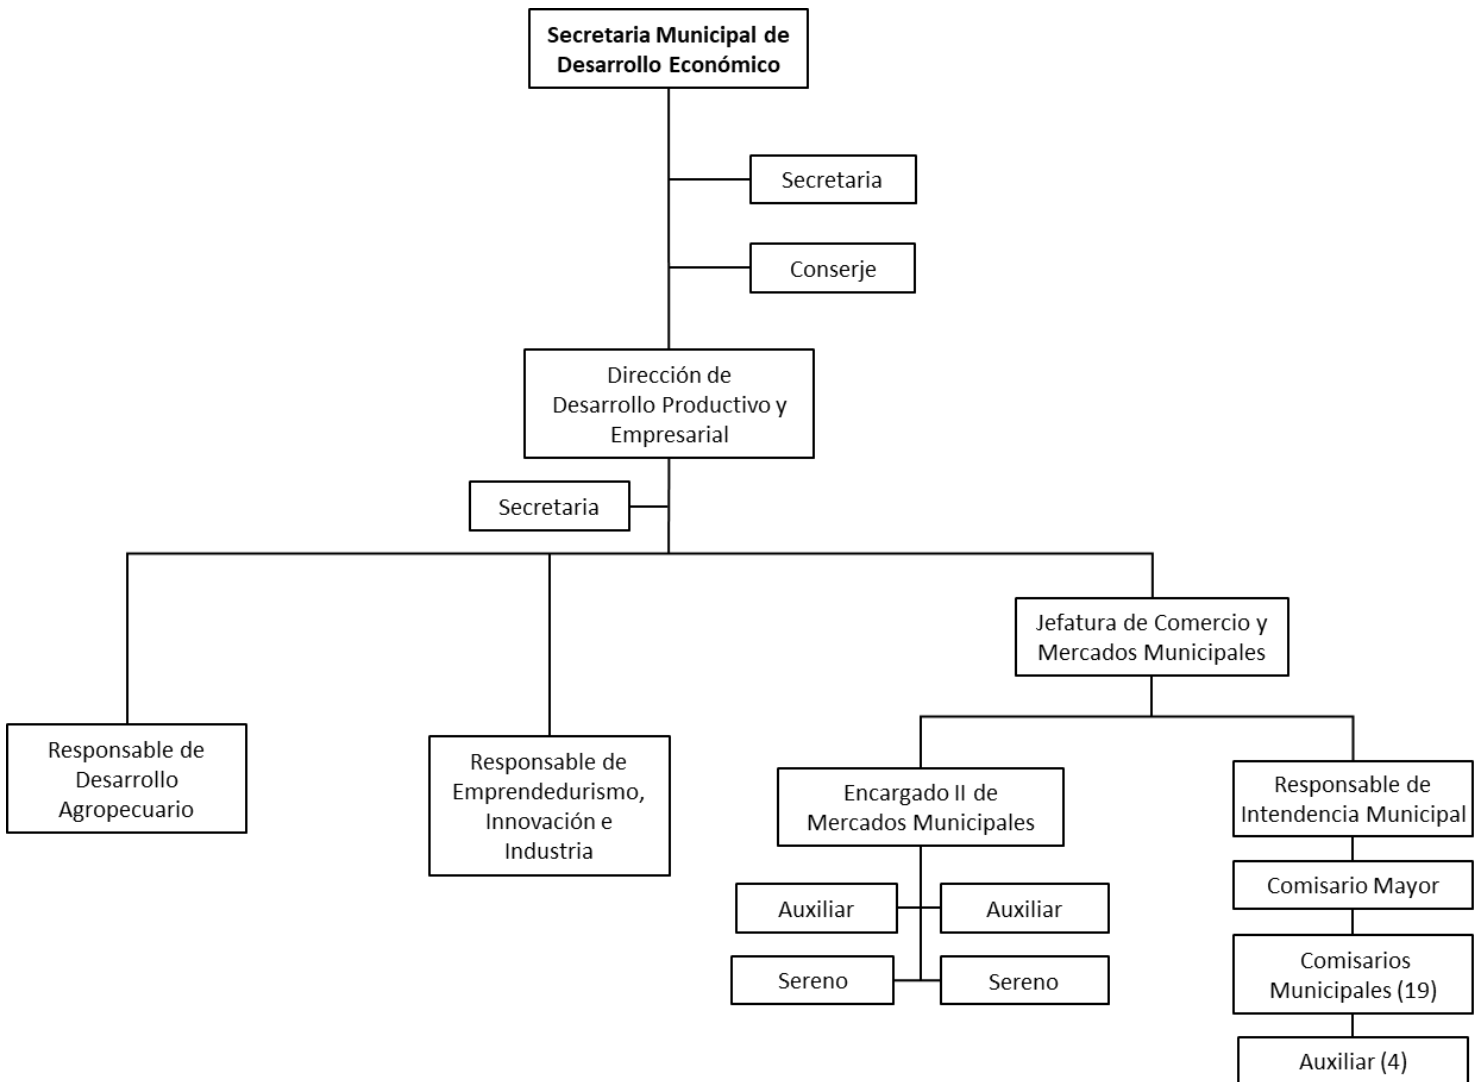 Secretaria Municipal de
Desarrollo Económico
Secretaria
Conserje
Dirección de
Desarrollo Productivo y
Empresarial
Secretaria
Jefatura de Comercio y
Mercados Municipales
Responsable de
Desarrollo
Agropecuario
Responsable de
Emprendedurismo,
Innovación e
Industria
Encargado II de
Mercados Municipales
Auxiliar
Auxiliar
Sereno
Sereno
Responsable de
Intendencia Municipal
Comisario Mayor
Comisarios
Municipales (19)
Auxiliar (4)